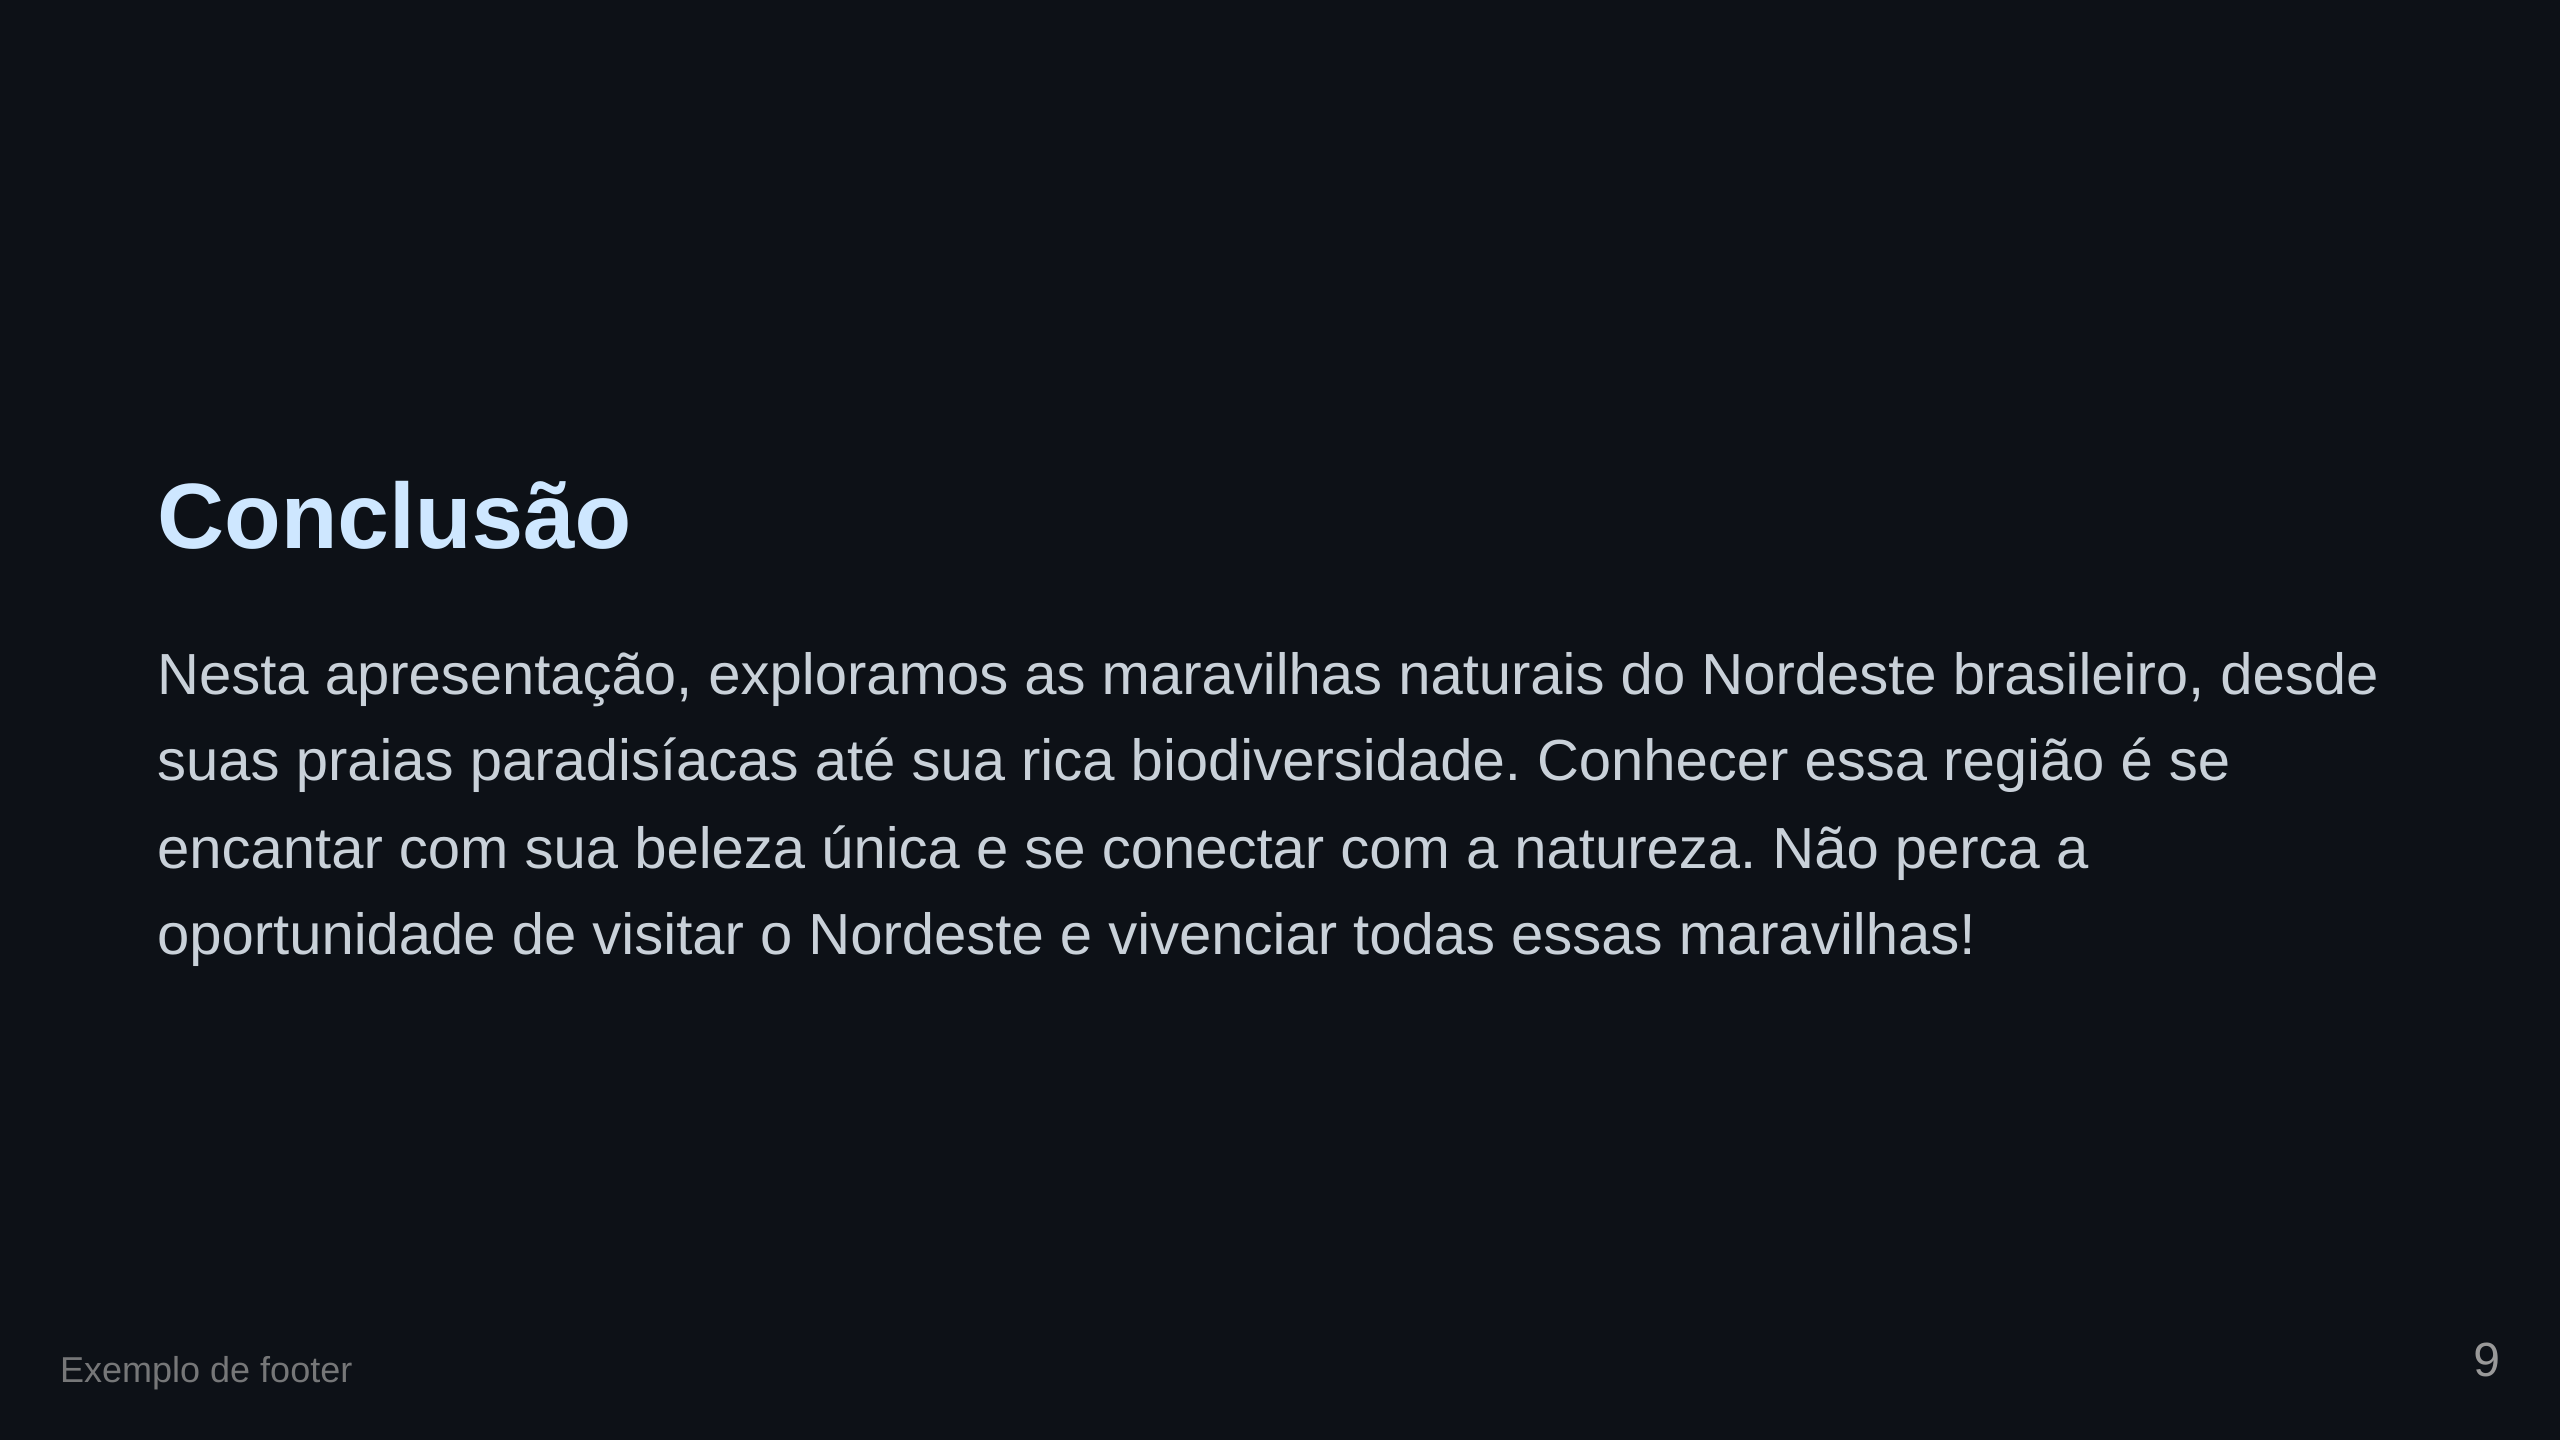 Conclusão
Nesta apresentação, exploramos as maravilhas naturais do Nordeste brasileiro, desde
suas praias paradisíacas até sua rica biodiversidade. Conhecer essa região é se
encantar com sua beleza única e se conectar com a natureza. Não perca a
oportunidade de visitar o Nordeste e vivenciar todas essas maravilhas!
Exemplo de footer
9